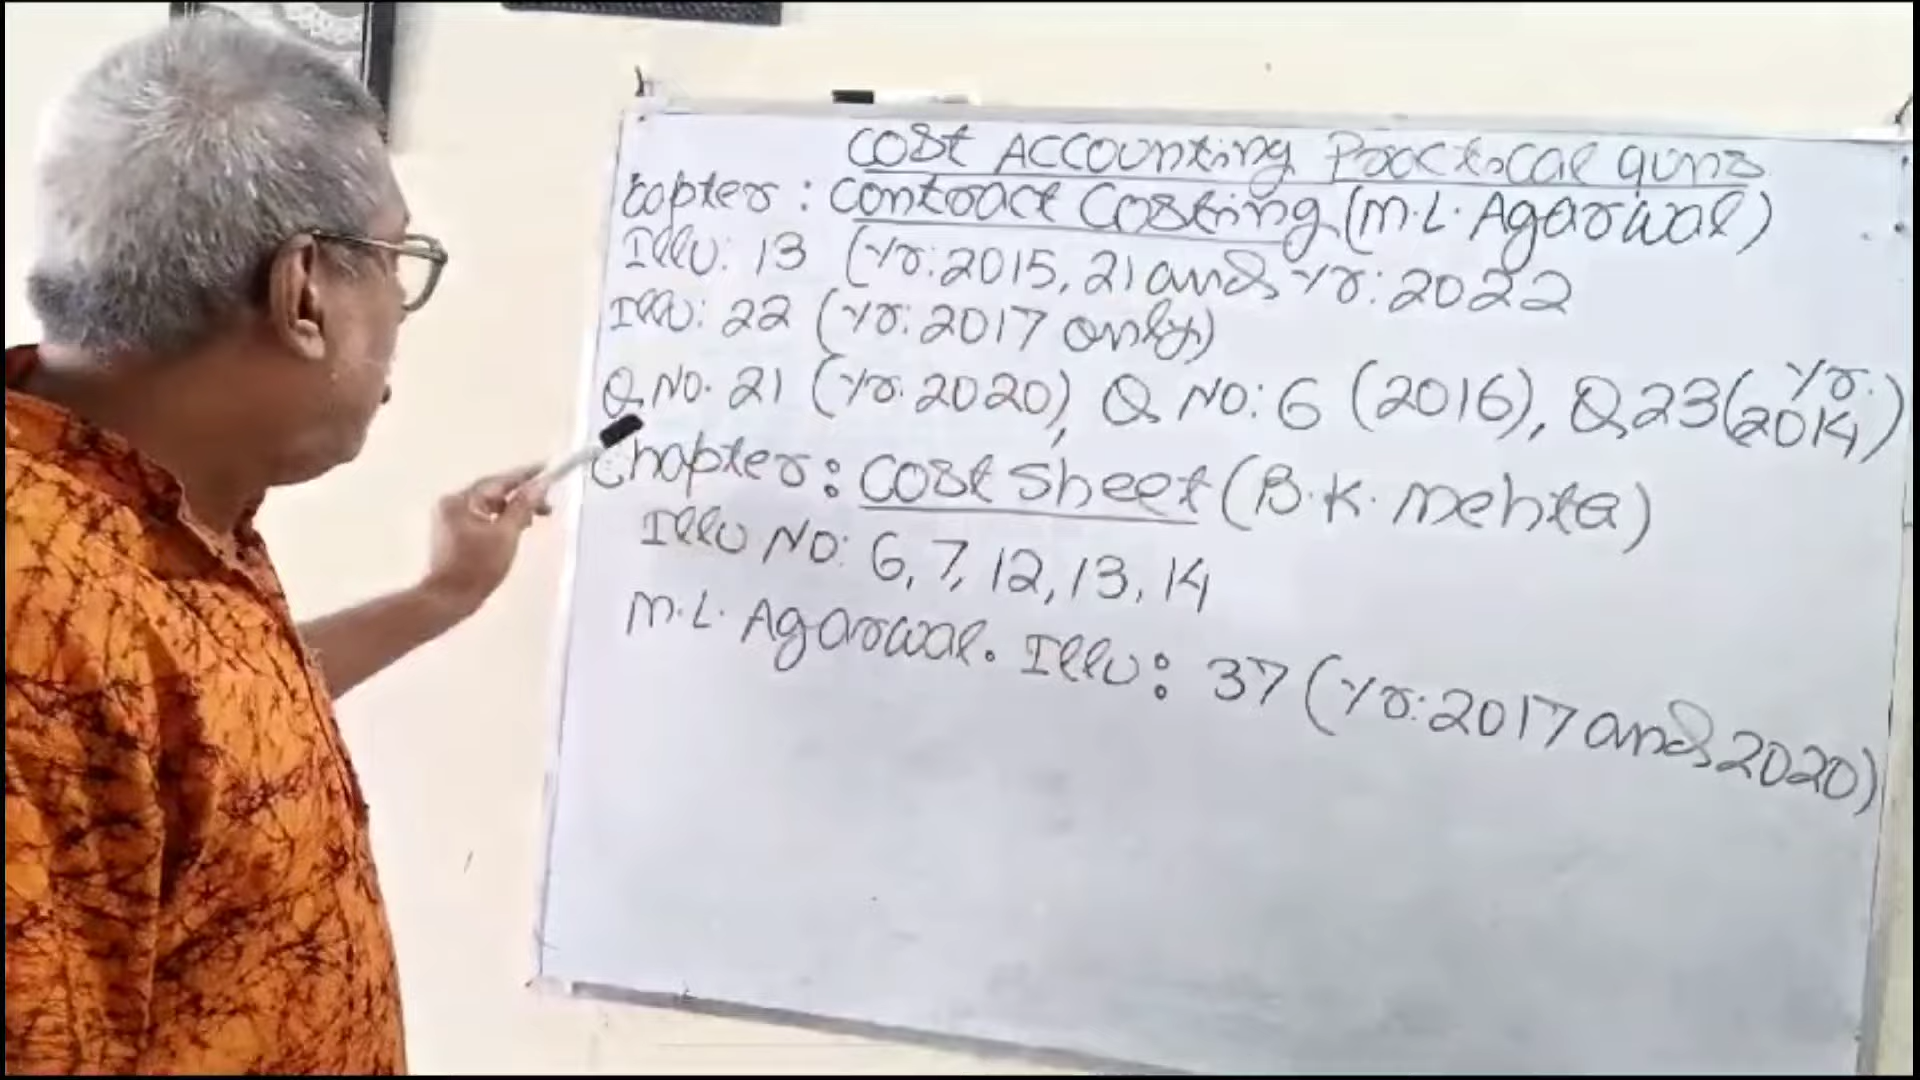 Cost Accounting Practical quns
Chapter: Contract Costing (M.L. Agarwal)
Illu: 13 (Yr: 2015, 21 and Yr: 2022
Illu: 22 (Yr: 2017 only)
Q No. 21 (Yr. 2020), Q No: 6 (2016), Q 23 (Yr. 2014)
Chapter: Cost Sheet (B.K. Mehta)
Illu No: 6, 7, 12, 13, 14
M.L. Agarwal. Illu: 37 (Yr: 2017 and 2020)